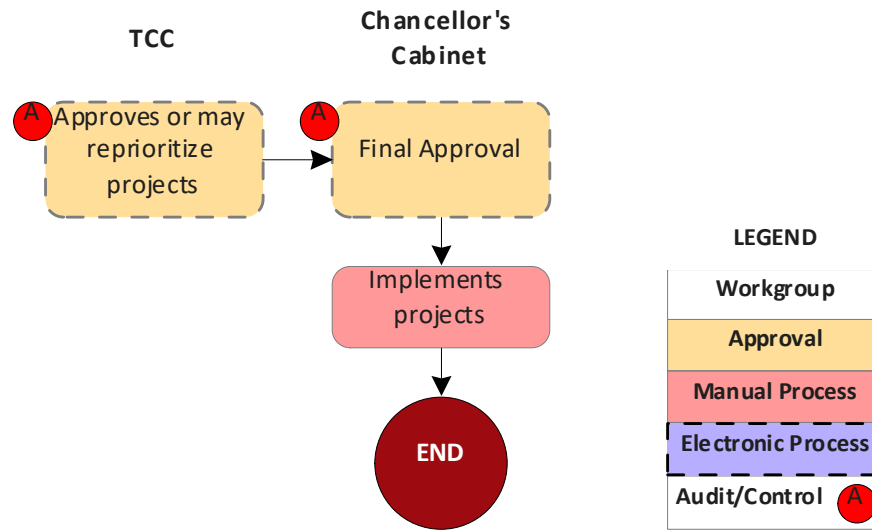 TCC
Chancellor's
Cabinet
A
Approves or may
reprioritize
projects
A
Final Approval
Implements
projects
END
LEGEND
Workgroup
Approval
Manual Process
Electronic Process
Audit/Control A